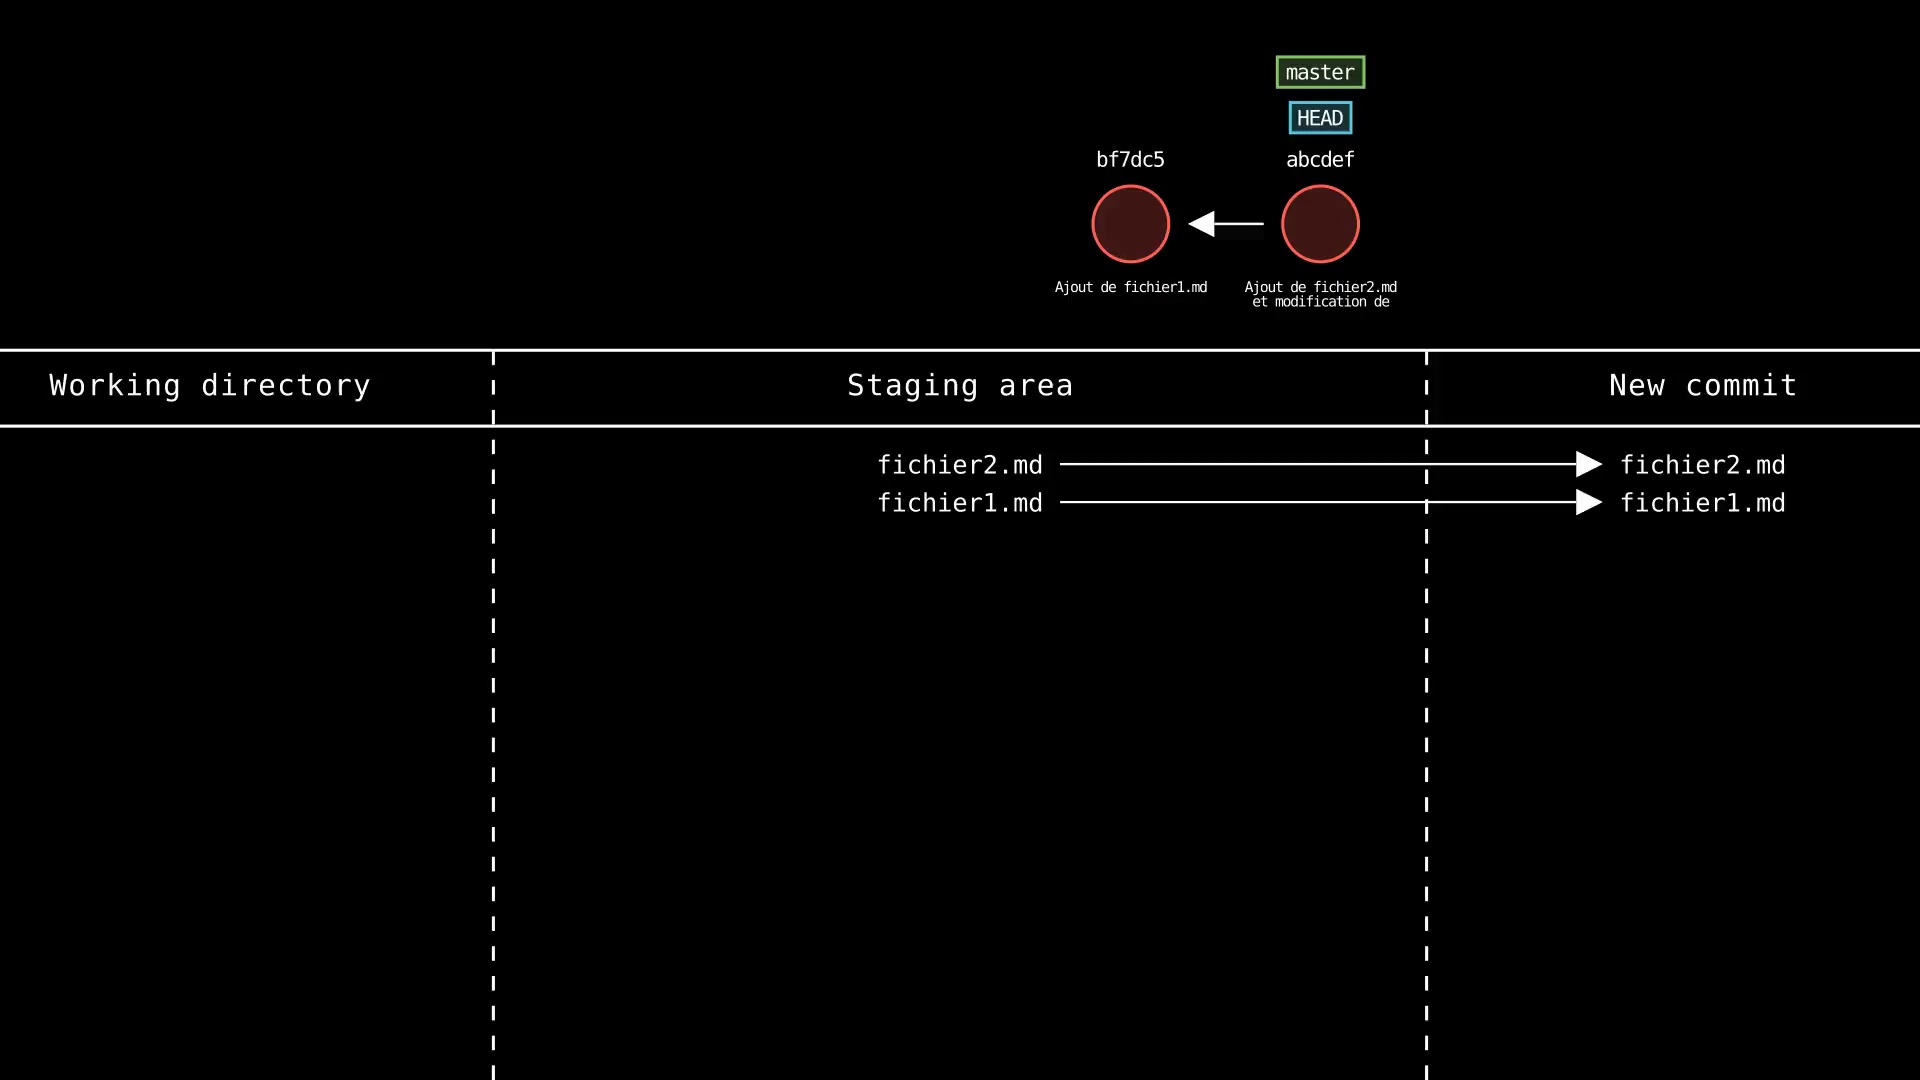 master
HEAD
bf7dc5
abcdef
Ajout de fichier1.md
Ajout de fichier2.md
et modification de
Working directory
Staging area
New commit
fichier2.md
fichier2.md
fichier1.md
fichier1.md